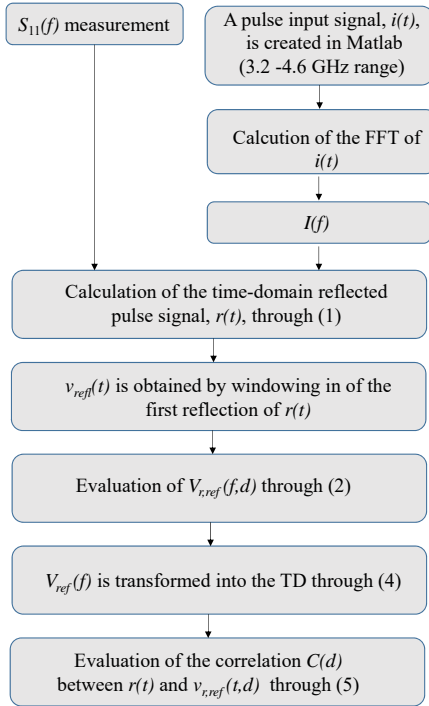 S11(f) measurement
A pulse input signal, i(t),
is created in Matlab
(3.2 -4.6 GHz range)
Calcution of the FFT of
i(t)
I(f)
Calculation of the time-domain reflected
pulse signal, r(t), through (1)
vrefl(t) is obtained by windowing in of the
first reflection of r(t)
Evaluation of Vr,ref (f,d) through (2)
Vref (f) is transformed into the TD through (4)
Evaluation of the correlation C(d)
between r(t) and vr,ref (t,d) through (5)